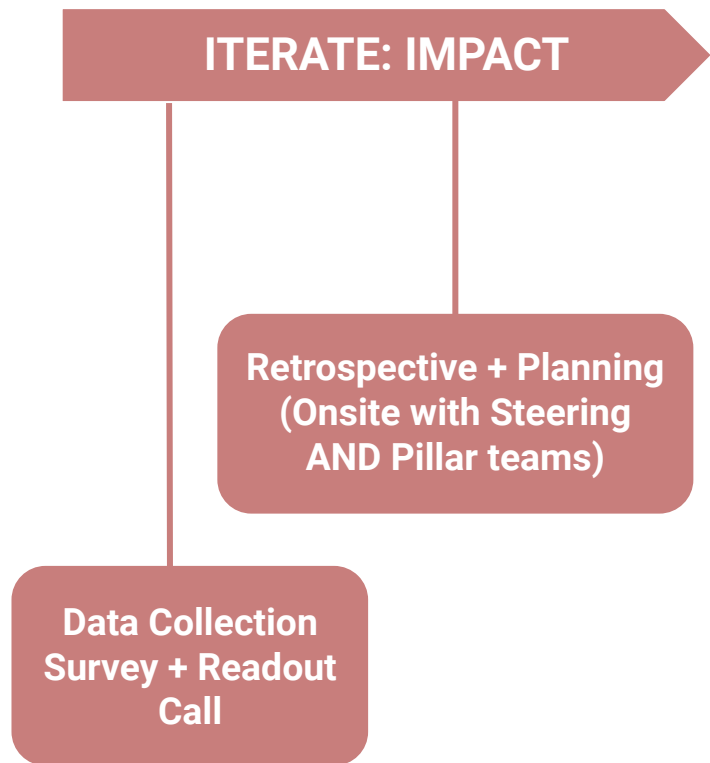 ITERATE: IMPACT
Retrospective + Planning
(Onsite with Steering
AND Pillar teams)
Data Collection
Survey + Readout
Call